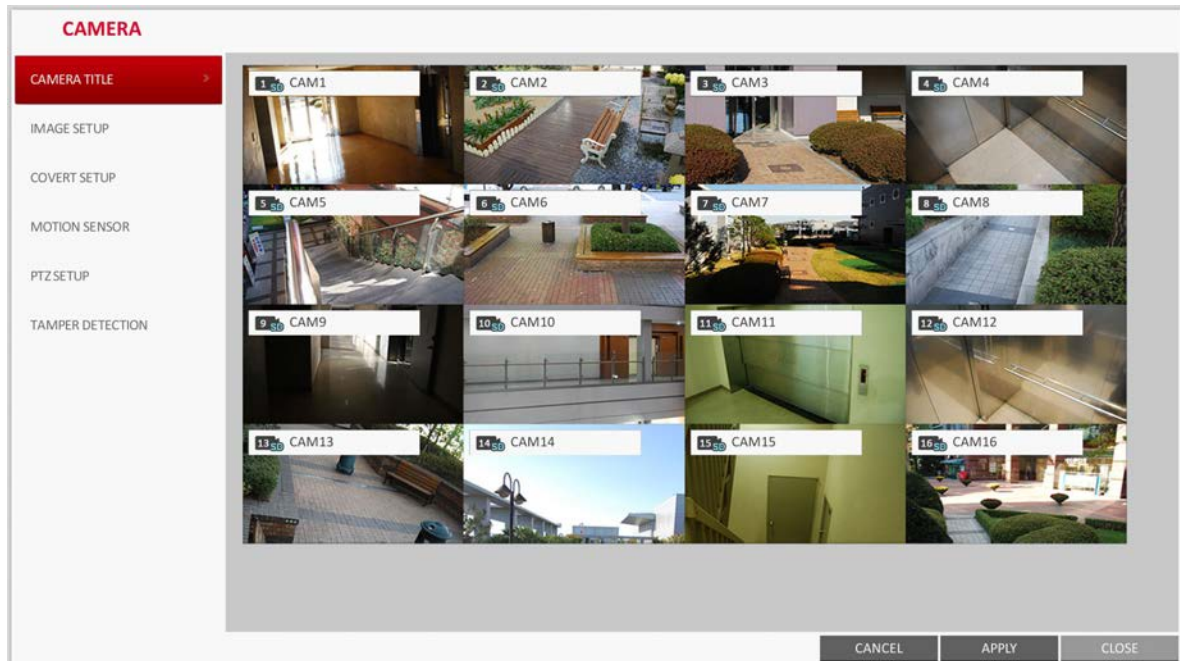 CAMERA
CAMERA TITLE »
IMAGE SETUP
COVERT SETUP
MOTION SENSOR
PTZ SETUP
TAMPER DETECTION
1 SD CAM1
2 SD CAM2
3 SD CAM3
4 SD CAM4
5 SD CAM5
6 SD CAM6
7 SD CAM7
8 SD CAM8
9 SD CAM9
10 SD CAM10
11 SD CAM11
12 SD CAM12
13 SD CAM13
14 SD CAM14
15 SD CAM15
16 SD CAM16
CANCEL
APPLY
CLOSE